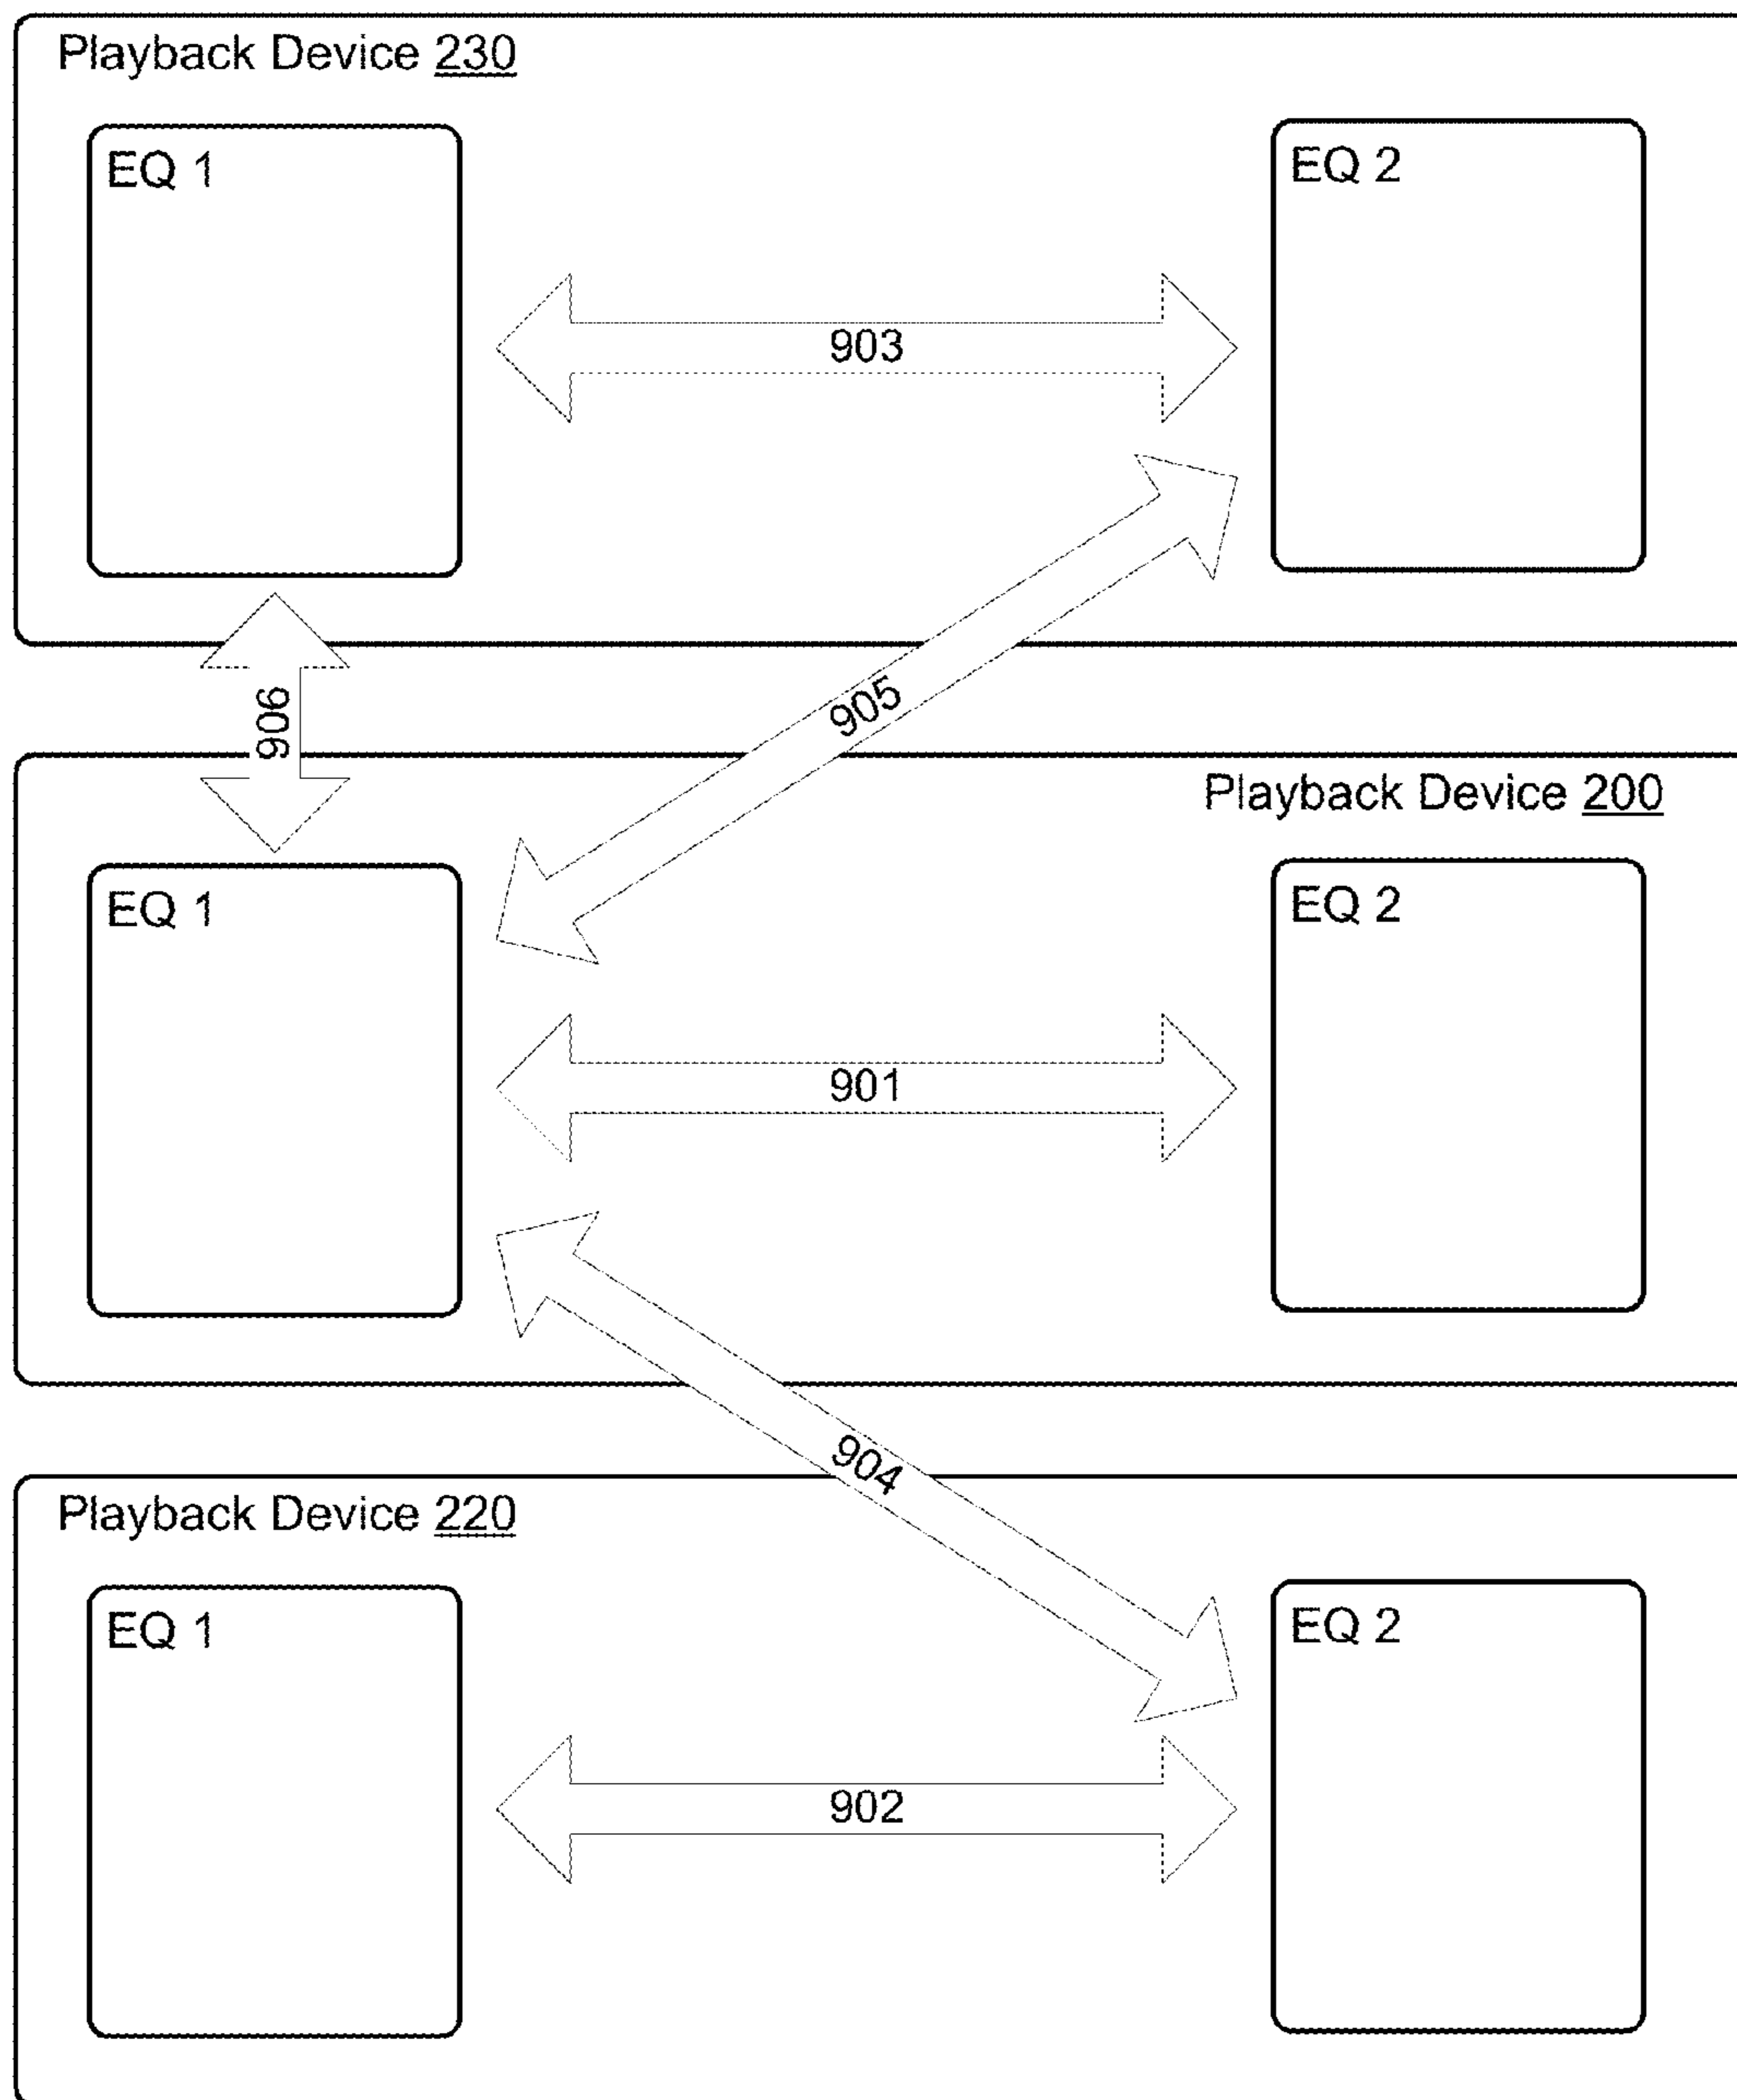 Playback Device 230
EQ 1
EQ 2
903
906
905
Playback Device 200
EQ 1
EQ 2
901
904
Playback Device 220
EQ 1
EQ 2
902